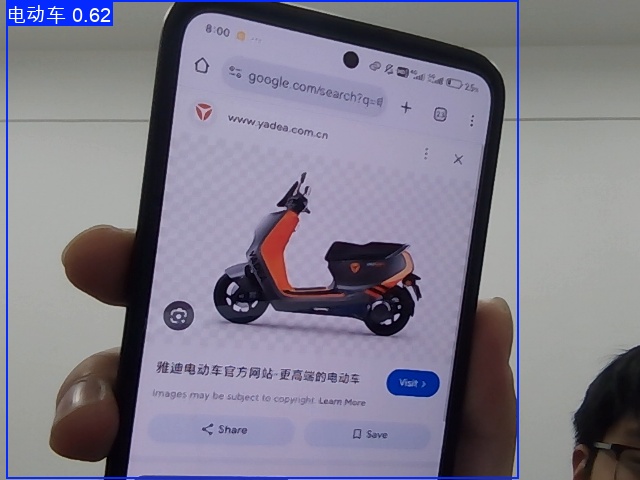 电动车 0.62
8:00
25%
google.com/search?q=
23
www.yadea.com.cn
雅迪电动车官方网站-更高端的电动车
Visit >
Images may be subject to copyright. Learn More
Share
Save